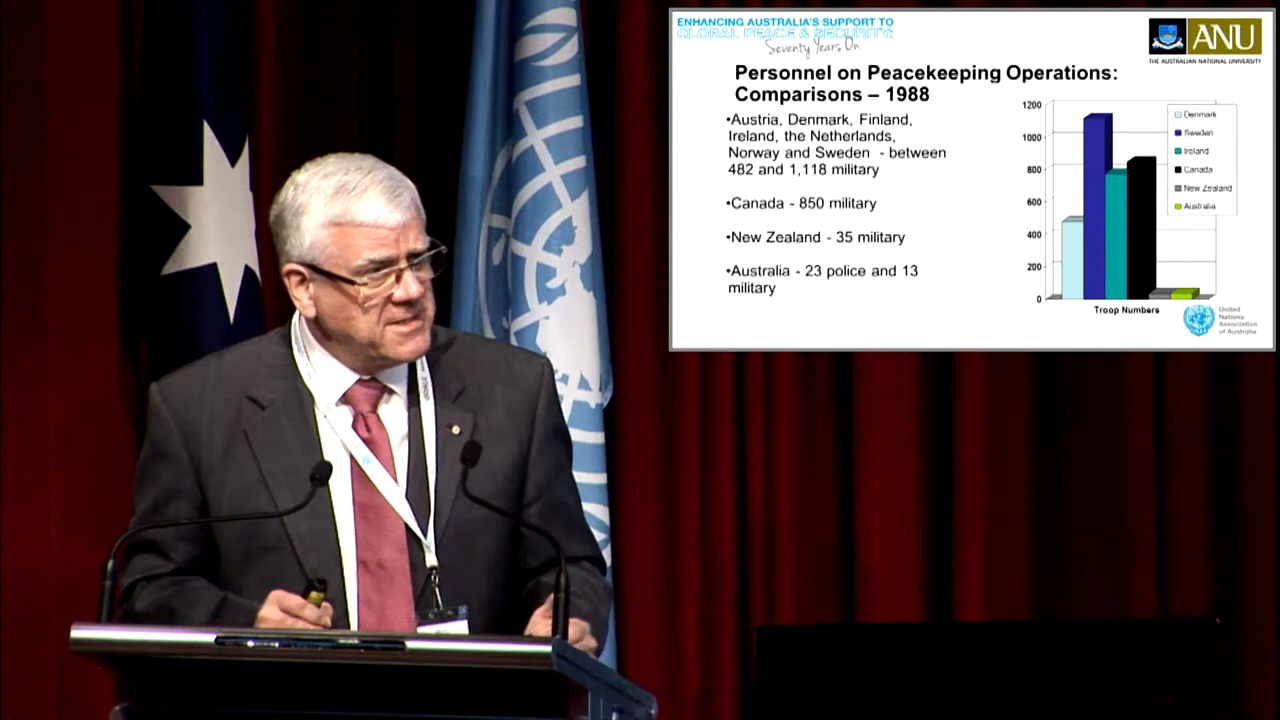 ENHANCING AUSTRALIA'S SUPPORT TO
GLOBAL PEACE & SECURITY:
Seventy Years On
ANU
THE AUSTRALIAN NATIONAL UNIVERSITY
Personnel on Peacekeeping Operations:
Comparisons – 1988
•Austria, Denmark, Finland,
Ireland, the Netherlands,
Norway and Sweden - between
482 and 1,118 military
•Canada - 850 military
•New Zealand - 35 military
•Australia - 23 police and 13
military
1200
1000
800
600
400
200
0
Troop Numbers
Denmark
Sweden
Ireland
Canada
New Zealand
Australia
United
Nations
Association
of Australia